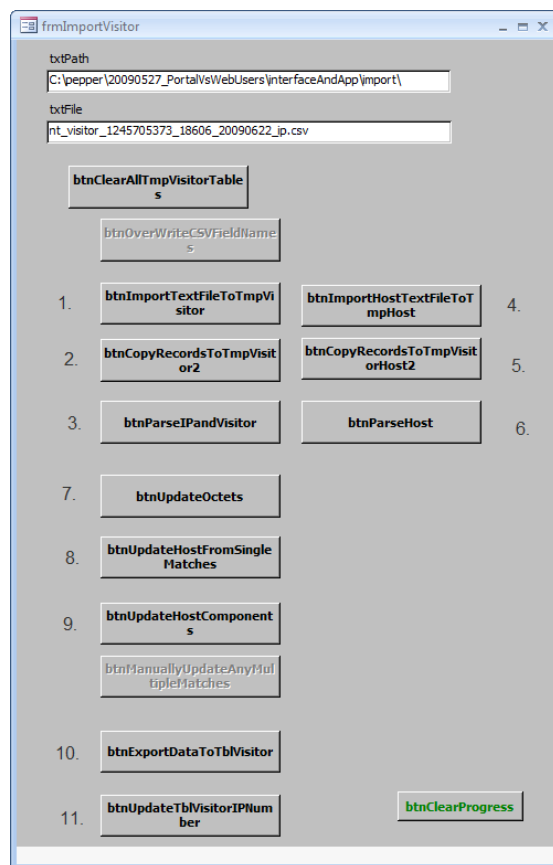 frmImportVisitor
txtPath
C:\pepper\20090527_PortalVsWebUsers\interfaceAndApp\import\
txtFile
nt_visitor_1245705373_18606_20090622_ip.csv
btnClearAllTmpVisitorTable
s
btnOverWriteCSVFieldName
s
1.
btnImportTextFileToTmpVi
sitor
btnImportHostTextFileToT
mpHost
4.
2.
btnCopyRecordsToTmpVisit
or2
btnCopyRecordsToTmpVisit
orHost2
5.
3.
btnParseIPandVisitor
btnParseHost
6.
7.
btnUpdateOctets
8.
btnUpdateHostFromSingle
Matches
9.
btnUpdateHostComponent
s
btnManuallyUpdateAnyMul
tipleMatches
10.
btnExportDataToTblVisitor
11.
btnUpdateTblVisitorIPNum
ber
btnClearProgress